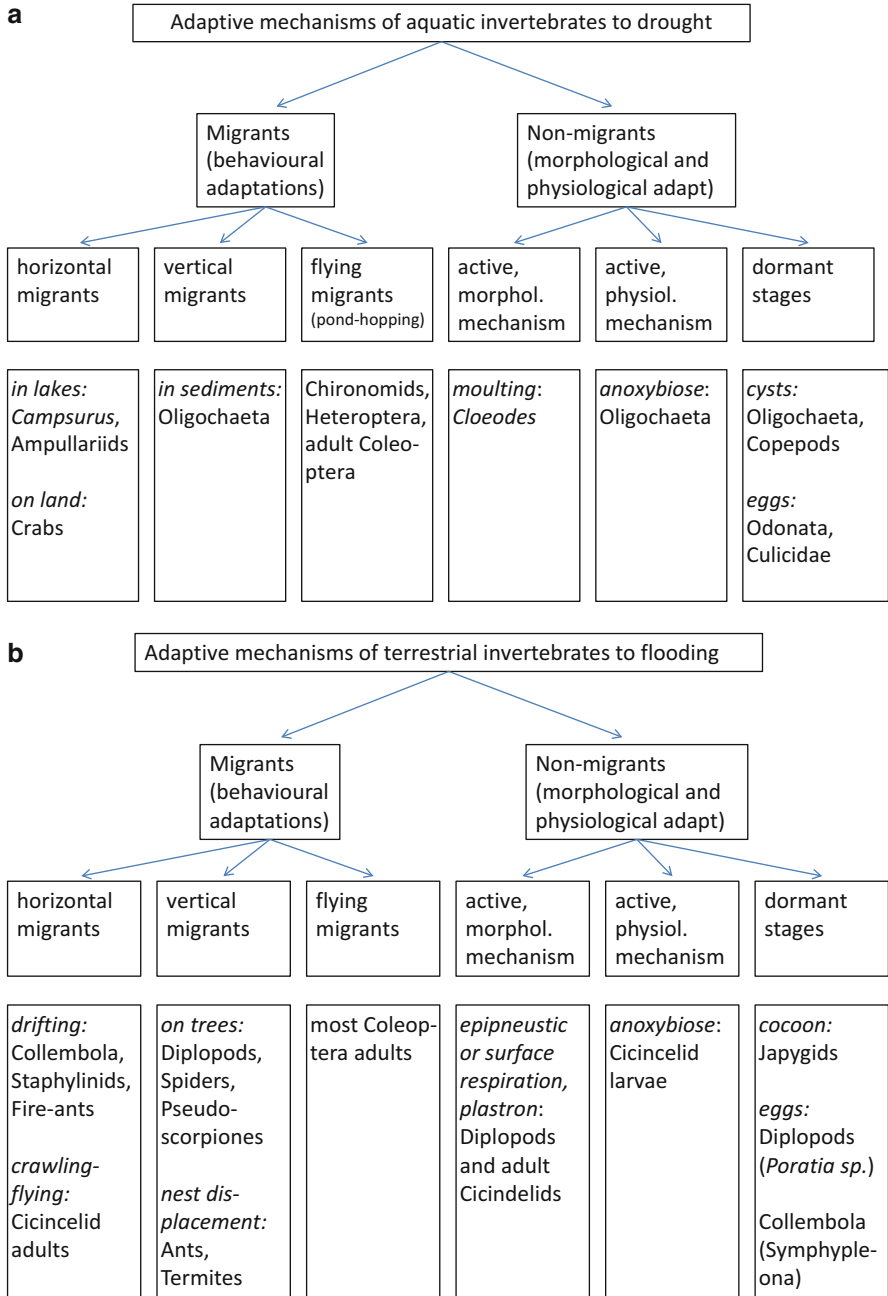 a
Adaptive mechanisms of aquatic invertebrates to drought
Migrants
(behavioural
adaptations)
Non-migrants
(morphological and
physiological adapt)
horizontal
migrants
vertical
migrants
flying
migrants
(pond-hopping)
active,
morphol.
mechanism
active,
physiol.
mechanism
dormant
stages
in lakes:
Campsurus,
Ampullariids
on land:
Crabs
in sediments:
Oligochaeta
Chironomids,
Heteroptera,
adult Coleo-
ptera
moulting:
Cloeodes
anoxybiose:
Oligochaeta
cysts:
Oligochaeta,
Copepods
eggs:
Odonata,
Culicidae
b
Adaptive mechanisms of terrestrial invertebrates to flooding
Migrants
(behavioural
adaptations)
Non-migrants
(morphological and
physiological adapt)
horizontal
migrants
vertical
migrants
flying
migrants
active,
morphol.
mechanism
active,
physiol.
mechanism
dormant
stages
drifting:
Collembola,
Staphylinids,
Fire-ants
crawling-
flying:
Cicincelid
adults
on trees:
Diplopods,
Spiders,
Pseudo-
scorpiones
nest dis-
placement:
Ants,
Termites
most Coleop-
tera adults
epipneustic
or surface
respiration,
plastron:
Diplopods
and adult
Cicindelids
anoxybiose:
Cicincelid
larvae
cocoon:
Japygids
eggs:
Diplopods
(Poratia sp.)
Collembola
(Symphyple-
ona)